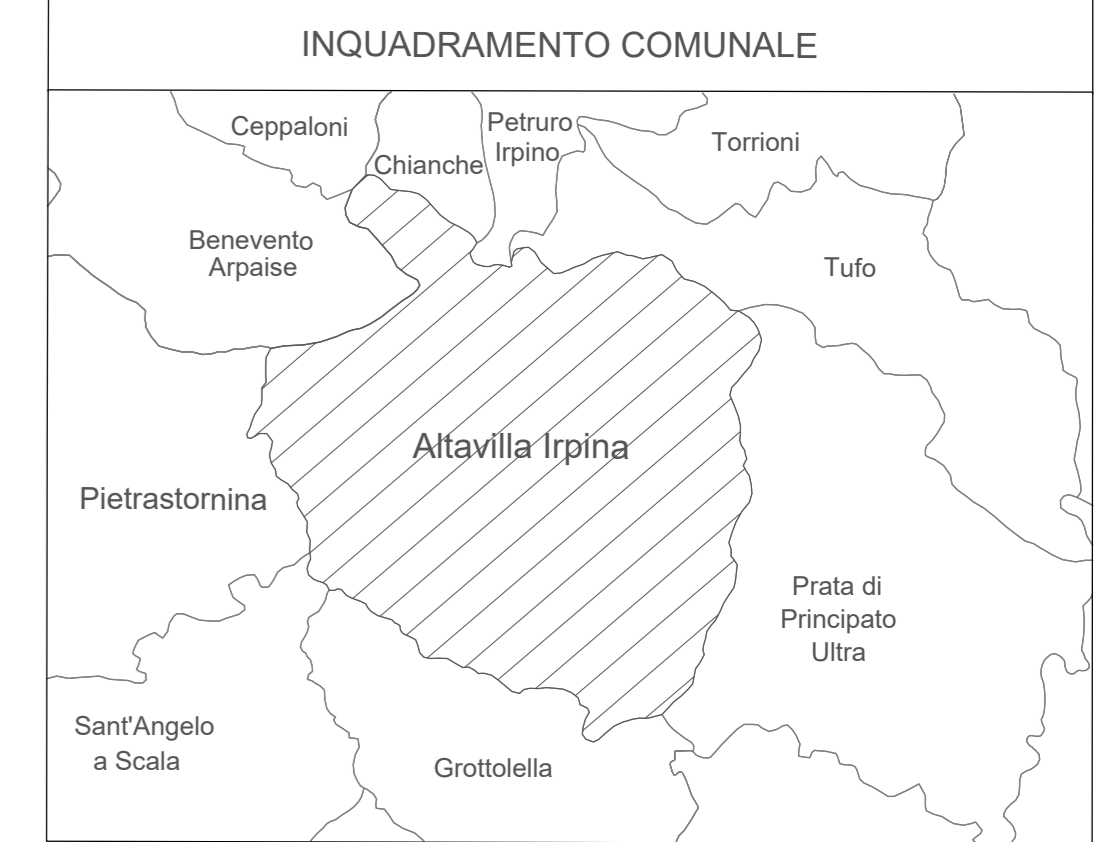 INQUADRAMENTO COMUNALE
Ceppaloni
Chianche
Petruro
Irpino
Torrioni
Benevento
Arpaise
Tufo
Altavilla Irpina
Pietrastornina
Prata di
Principato
Ultra
Sant'Angelo
a Scala
Grottolella